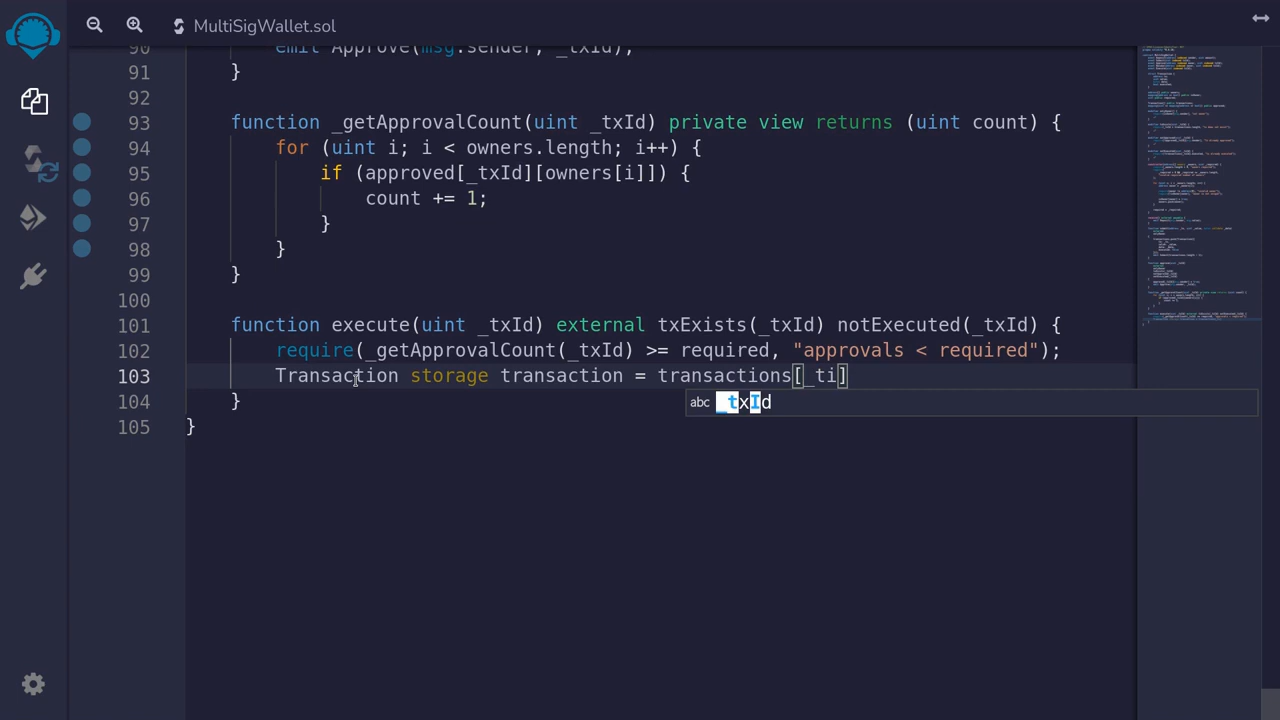 MultiSigWallet.sol
90 emit Approve(msg.sender, _txId);
91 }
92
93 function _getApprovalCount(uint _txId) private view returns (uint count) {
94 for (uint i; i < owners.length; i++) {
95 if (approved[_txId][owners[i]]) {
96 count += 1;
97 }
98 }
99 }
100
101 function execute(uint _txId) external txExists(_txId) notExecuted(_txId) {
102 require(_getApprovalCount(_txId) >= required, "approvals < required");
103 Transaction storage transaction = transactions[_ti]
104 }
abc _txId
105 }